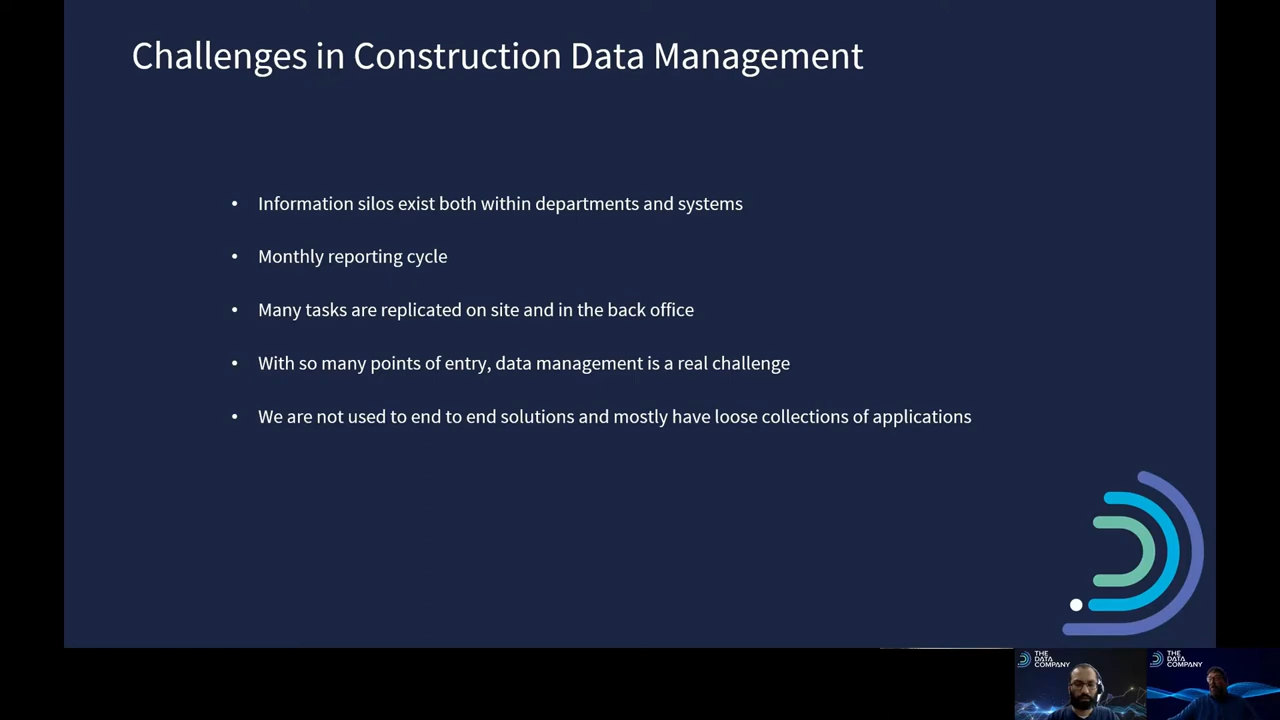 Challenges in Construction Data Management
• Information silos exist both within departments and systems
• Monthly reporting cycle
• Many tasks are replicated on site and in the back office
• With so many points of entry, data management is a real challenge
• We are not used to end to end solutions and mostly have loose collections of applications
THE
DATA
COMPANY
THE
DATA
COMPANY